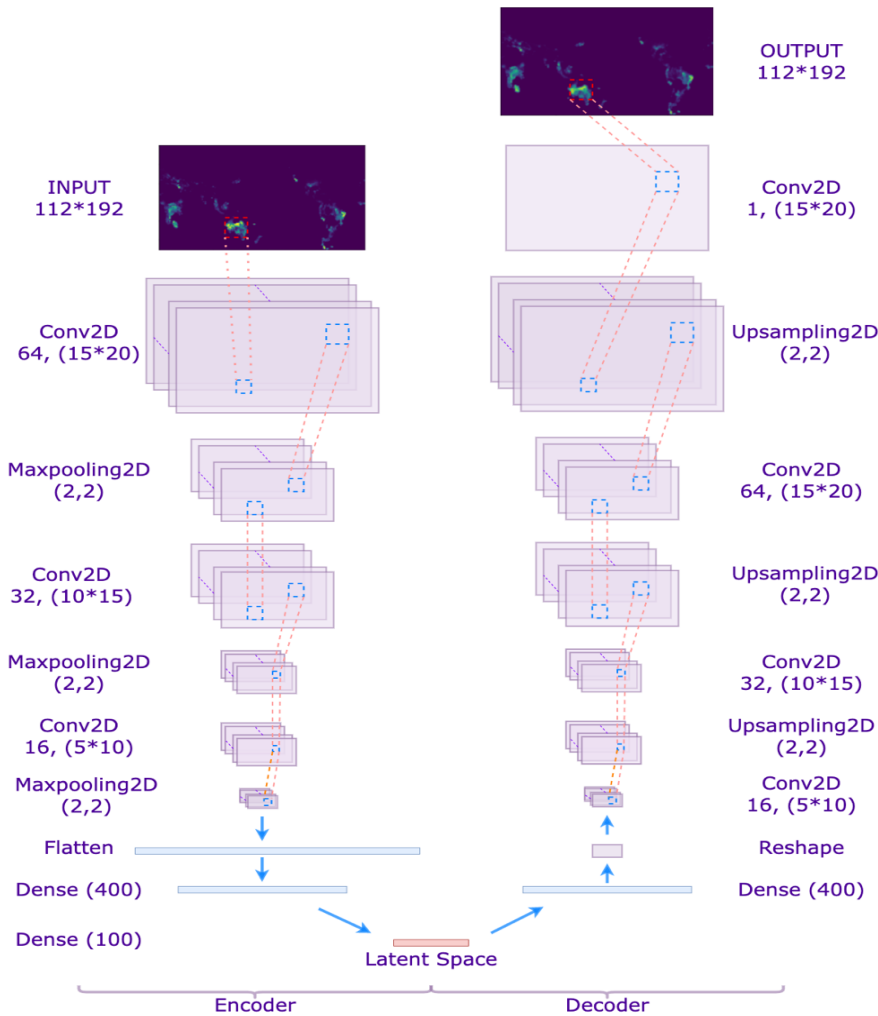 INPUT
112*192
Conv2D
64, (15*20)
Maxpooling2D
(2,2)
Conv2D
32, (10*15)
Maxpooling2D
(2,2)
Conv2D
16, (5*10)
Maxpooling2D
(2,2)
Flatten
Dense (400)
Dense (100)
Latent Space
Encoder
OUTPUT
112*192
Conv2D
1, (15*20)
Upsampling2D
(2,2)
Conv2D
64, (15*20)
Upsampling2D
(2,2)
Conv2D
32, (10*15)
Upsampling2D
(2,2)
Conv2D
16, (5*10)
Reshape
Dense (400)
Decoder